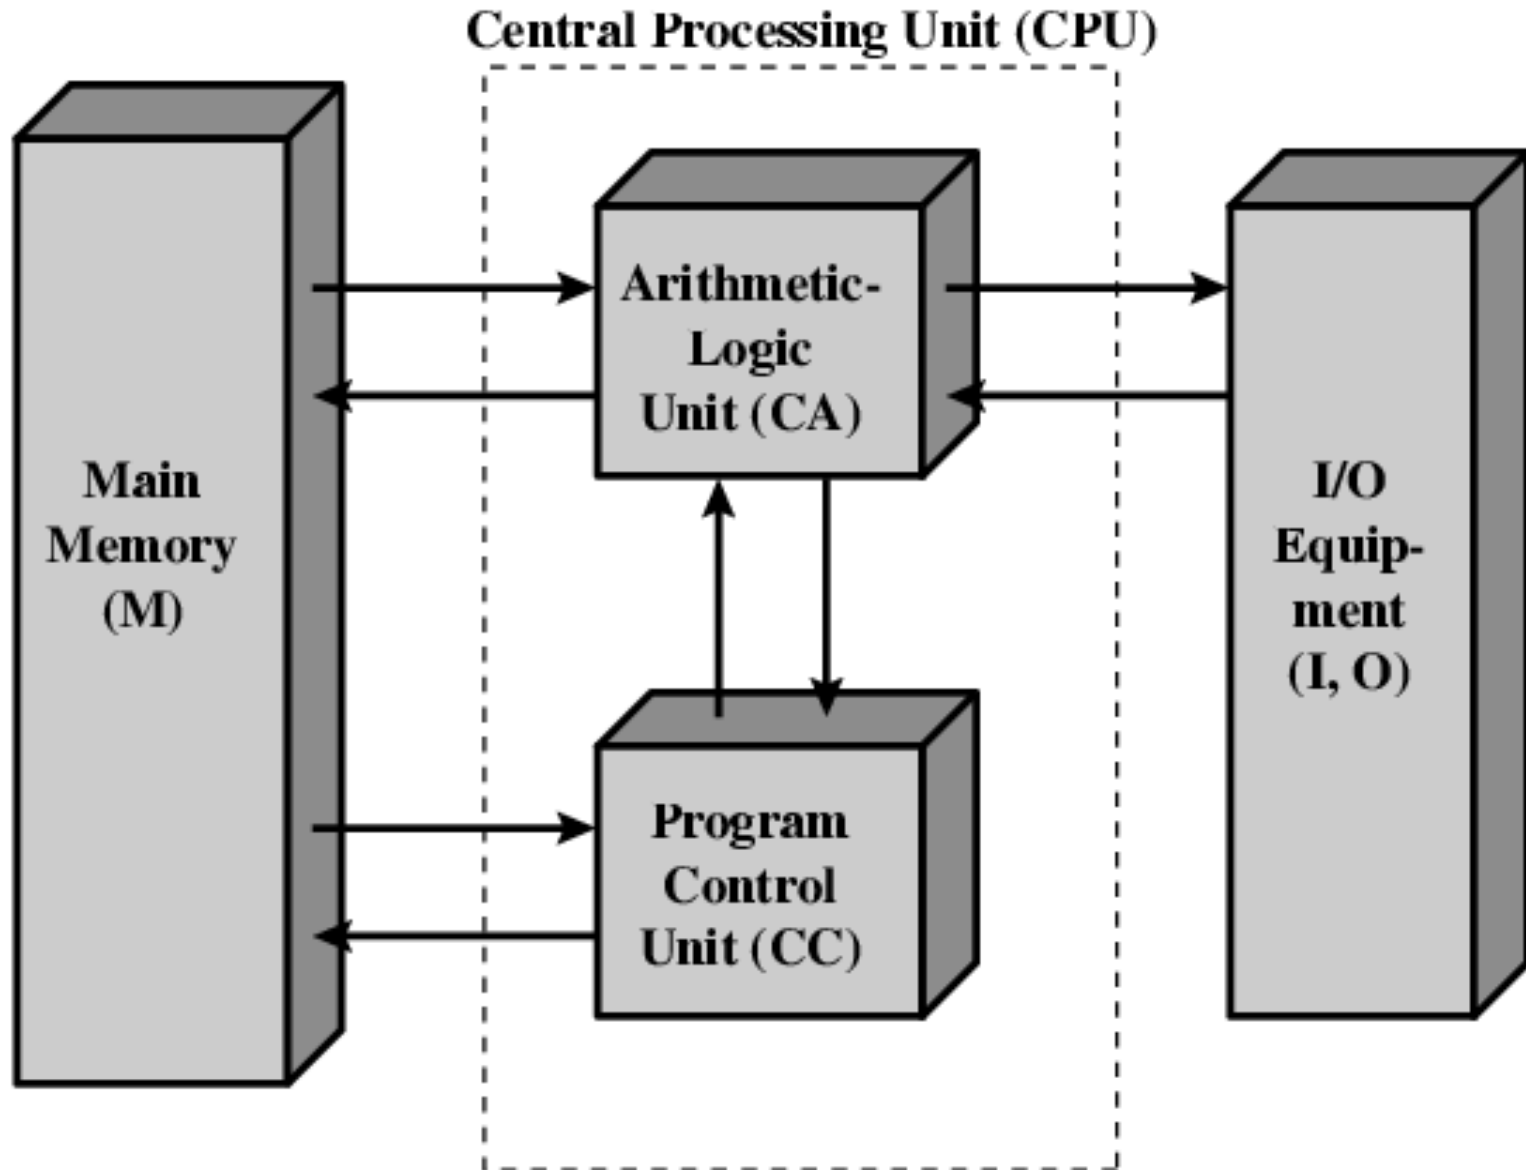 Central Processing Unit (CPU)
Main
Memory
(M)
Arithmetic-
Logic
Unit (CA)
Program
Control
Unit (CC)
I/O
Equip-
ment
(I, O)